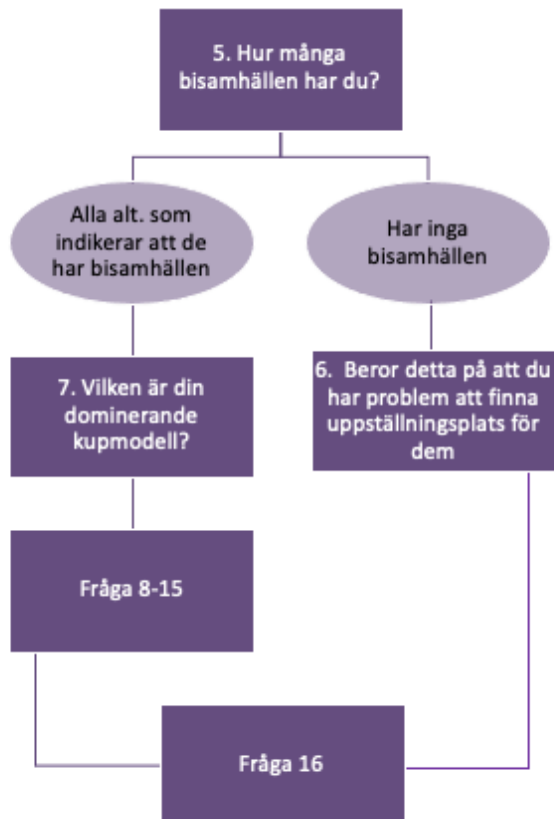 5. Hur många
bisamhällen har du?
Alla alt. som
indikerar att de
har bisamhällen
Har inga
bisamhällen
7. Vilken är din
dominerande
kupmodell?
6. Beror detta på att du
har problem att finna
uppställningsplats för
dem
Fråga 8-15
Fråga 16